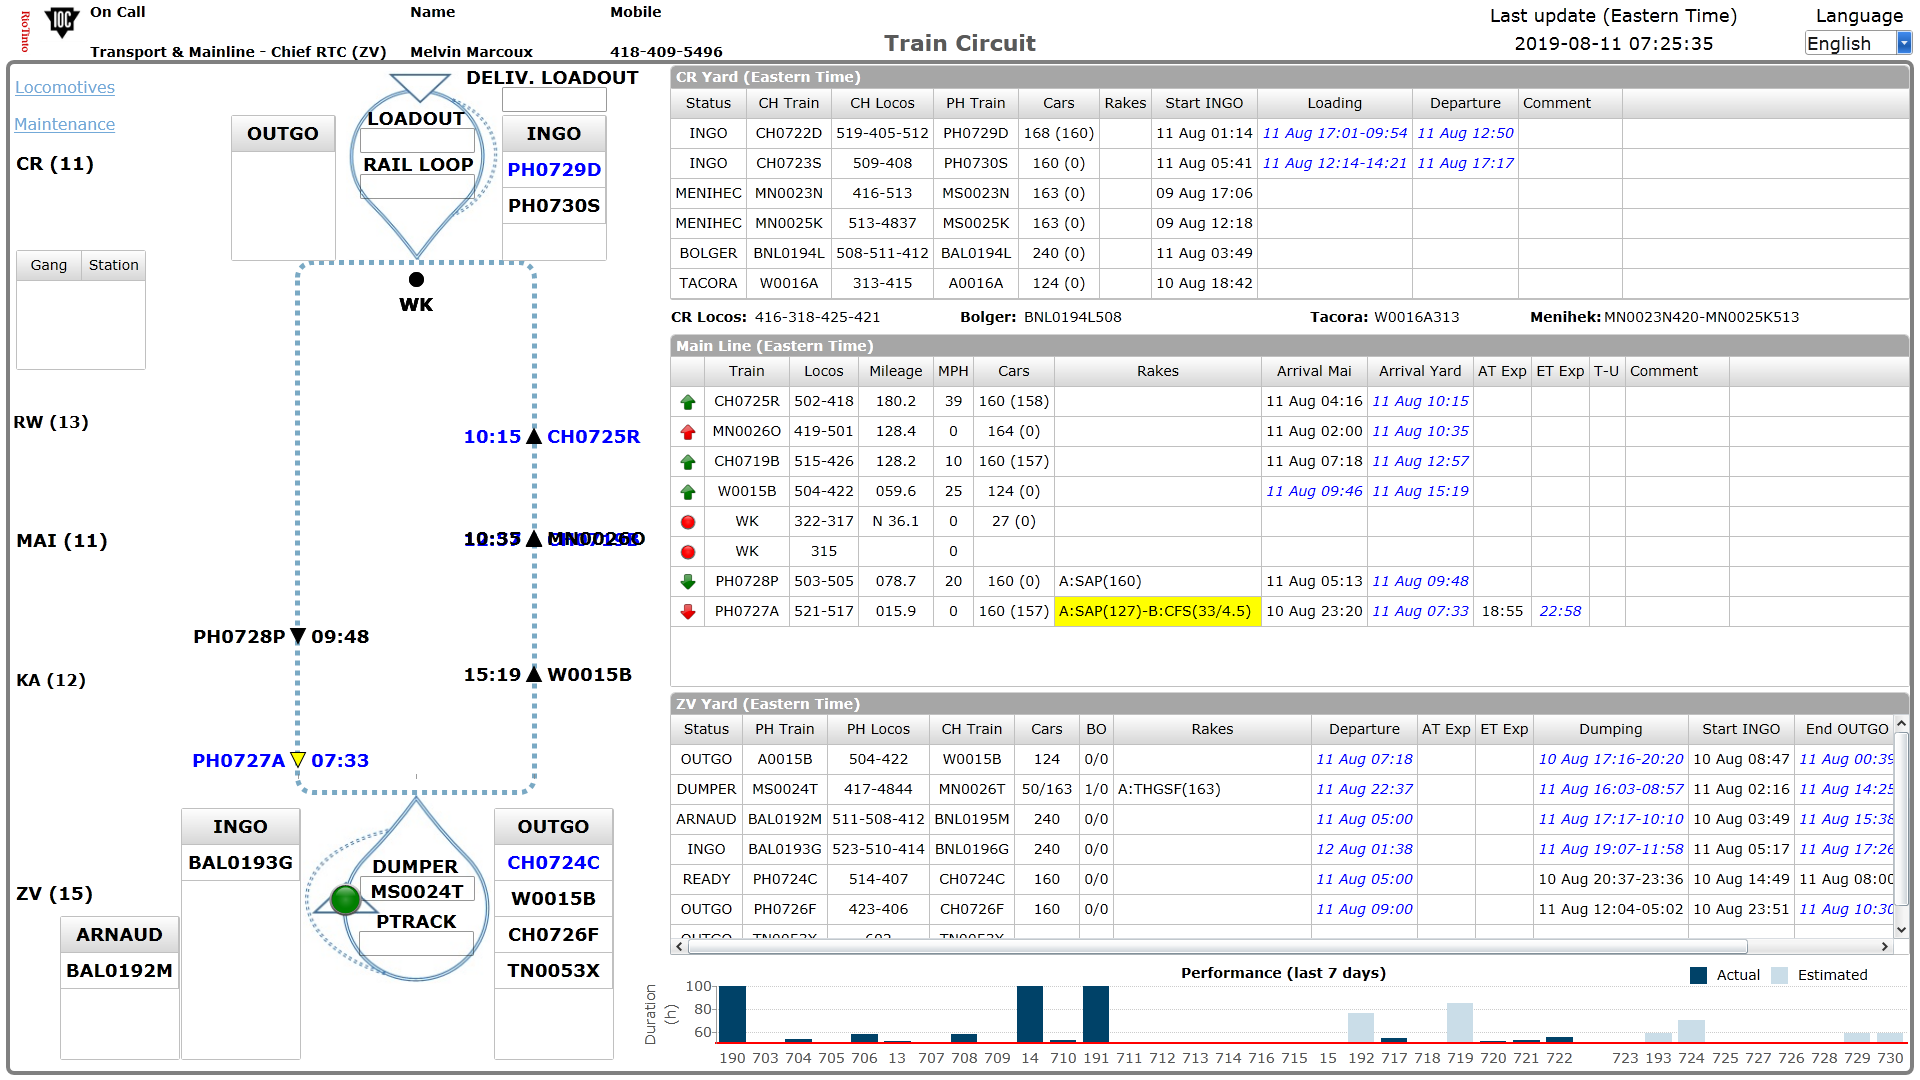 RioTinto
IOC
On Call Name Mobile
Transport & Mainline - Chief RTC (ZV) Melvin Marcoux 418-409-5496
Train Circuit
Last update (Eastern Time)
2019-08-11 07:25:35
Language
English
Locomotives
Maintenance
CR (11)
Gang Station
RW (13)
MAI (11)
KA (12)
ZV (15)
OUTGO
DELIV. LOADOUT
LOADOUT
RAIL LOOP
INGO
PH0729D
PH0730S
WK
10:15 CH0725R
10:35 MN0026O
PH0728P 09:48
15:19 W0015B
PH0727A 07:33
INGO
BAL0193G
ARNAUD
BAL0192M
DUMPER
MS0024T
PTRACK
OUTGO
CH0724C
W0015B
CH0726F
TN0053X
CR Yard (Eastern Time)
Status CH Train CH Locos PH Train Cars Rakes Start INGO Loading Departure Comment
INGO CH0722D 519-405-512 PH0729D 168 (160) 11 Aug 01:14 11 Aug 17:01-09:54 11 Aug 12:50
INGO CH0723S 509-408 PH0730S 160 (0) 11 Aug 05:41 11 Aug 12:14-14:21 11 Aug 17:17
MENIHEC MN0023N 416-513 MS0023N 163 (0) 09 Aug 17:06
MENIHEC MN0025K 513-4837 MS0025K 163 (0) 09 Aug 12:18
BOLGER BNL0194L 508-511-412 BAL0194L 240 (0) 11 Aug 03:49
TACORA W0016A 313-415 A0016A 124 (0) 10 Aug 18:42
CR Locos: 416-318-425-421 Bolger: BNL0194L508 Tacora: W0016A313 Menihek: MN0023N420-MN0025K513
Main Line (Eastern Time)
Train Locos Mileage MPH Cars Rakes Arrival Mai Arrival Yard AT Exp ET Exp T-U Comment
CH0725R 502-418 180.2 39 160 (158) 11 Aug 04:16 11 Aug 10:15
MN0026O 419-501 128.4 0 164 (0) 11 Aug 02:00 11 Aug 10:35
CH0719B 515-426 128.2 10 160 (157) 11 Aug 07:18 11 Aug 12:57
W0015B 504-422 059.6 25 124 (0) 11 Aug 09:46 11 Aug 15:19
WK 322-317 N 36.1 0 27 (0)
WK 315 0
PH0728P 503-505 078.7 20 160 (0) A:SAP(160) 11 Aug 05:13 11 Aug 09:48
PH0727A 521-517 015.9 0 160 (157) A:SAP(127)-B:CFS(33/4.5) 10 Aug 23:20 11 Aug 07:33 18:55 22:58
ZV Yard (Eastern Time)
Status PH Train PH Locos CH Train Cars BO Rakes Departure AT Exp ET Exp Dumping Start INGO End OUTGO
OUTGO A0015B 504-422 W0015B 124 0/0 11 Aug 07:18 10 Aug 17:16-20:20 10 Aug 08:47 11 Aug 00:39
DUMPER MS0024T 417-4844 MN0026T 50/163 1/0 A:THGSF(163) 11 Aug 22:37 11 Aug 16:03-08:57 11 Aug 02:16 11 Aug 14:25
ARNAUD BAL0192M 511-508-412 BNL0195M 240 0/0 11 Aug 05:00 11 Aug 17:17-10:10 10 Aug 03:49 11 Aug 15:38
INGO BAL0193G 523-510-414 BNL0196G 240 0/0 12 Aug 01:38 11 Aug 19:07-11:58 11 Aug 05:17 11 Aug 17:26
READY PH0724C 514-407 CH0724C 160 0/0 11 Aug 05:00 10 Aug 20:37-23:36 10 Aug 14:49 11 Aug 08:00
OUTGO PH0726F 423-406 CH0726F 160 0/0 11 Aug 09:00 11 Aug 12:04-05:02 10 Aug 23:51 11 Aug 10:30
OUTGO TN0053X 602 TN0053X
Performance (last 7 days)
Actual Estimated
Duration (h)
100
80
60
190 703 704 705 706 13 707 708 709 14 710 191 711 712 713 714 716 715 15 192 717 718 719 720 721 722 723 193 724 725 727 726 728 729 730